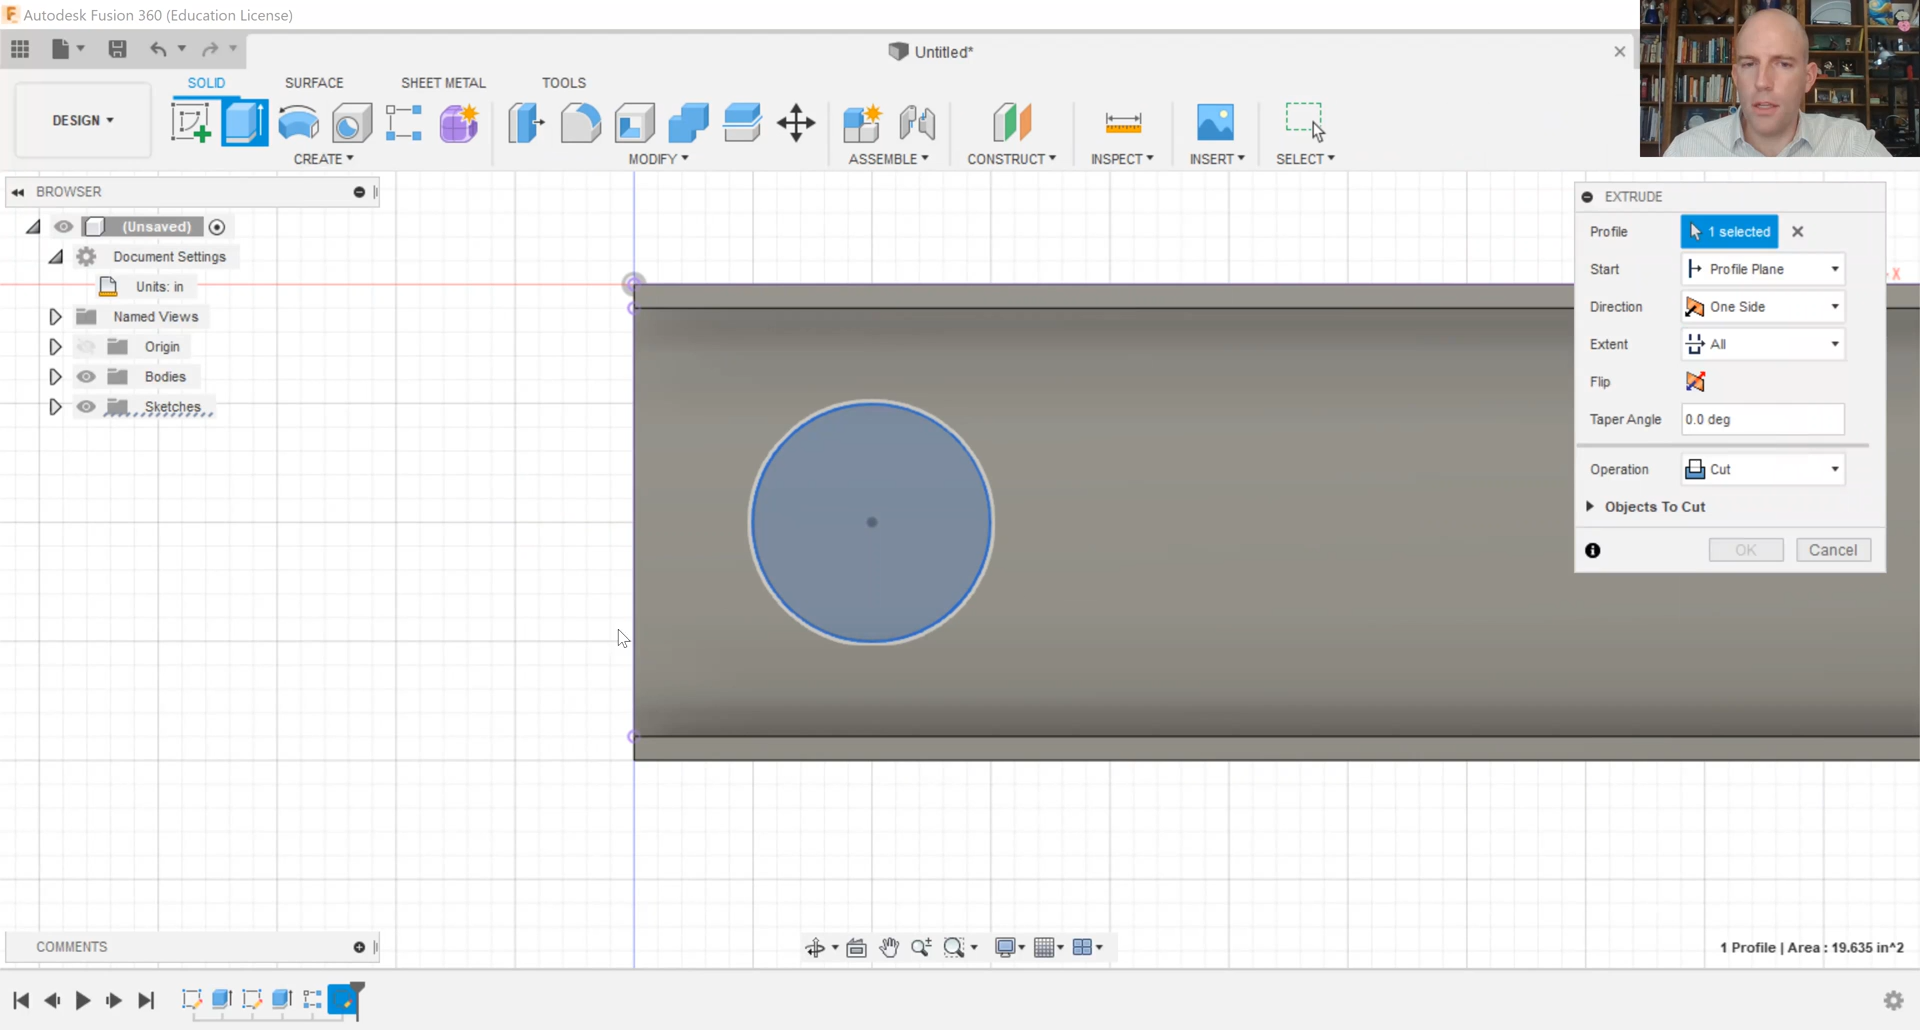 Autodesk Fusion 360 (Education License)
Untitled*
SOLID
SURFACE
SHEET METAL
TOOLS
DESIGN
CREATE
MODIFY
ASSEMBLE
CONSTRUCT
INSPECT
INSERT
SELECT
BROWSER
(Unsaved)
Document Settings
Units: in
Named Views
Origin
Bodies
Sketches
X
EXTRUDE
Profile
1 selected
Start
Profile Plane
Direction
One Side
Extent
All
Flip
Taper Angle
0.0 deg
Operation
Cut
Objects To Cut
OK
Cancel
COMMENTS
1 Profile | Area : 19.635 in^2